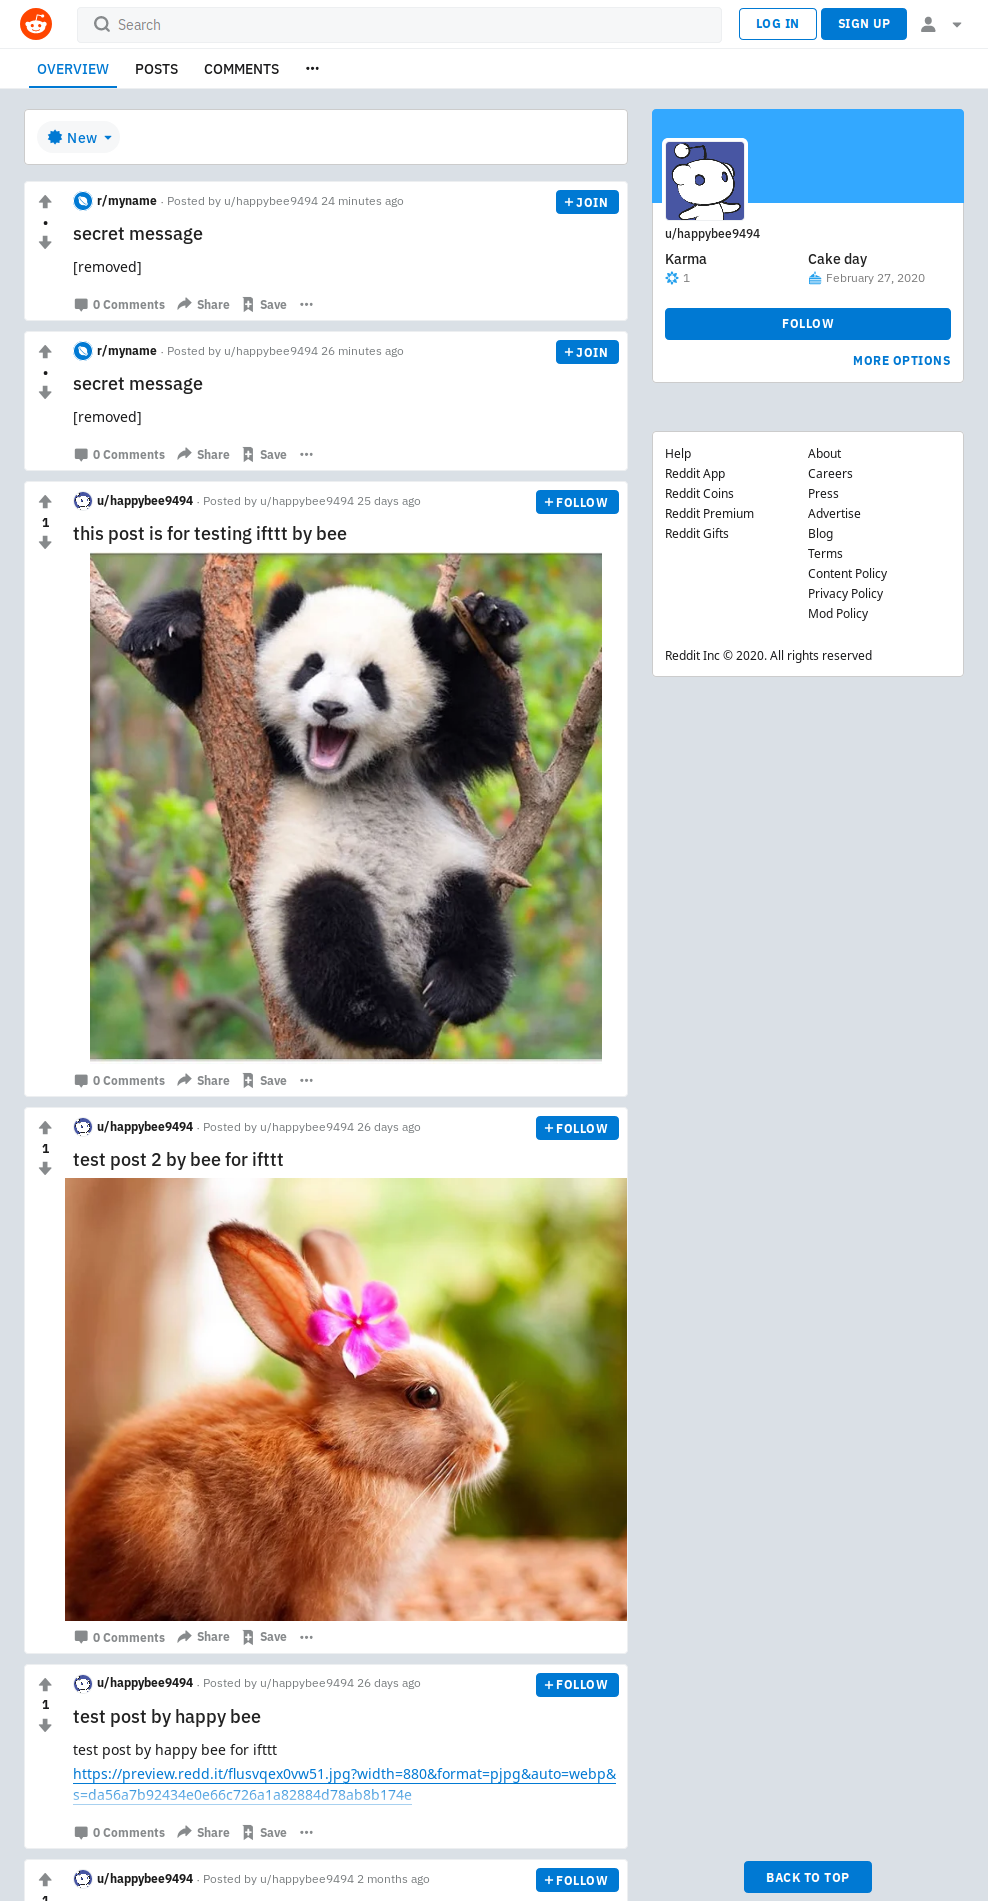 Search
LOG IN
SIGN UP
OVERVIEW
POSTS
COMMENTS
New
r/myname · Posted by u/happybee9494 24 minutes ago
+ JOIN
secret message
[removed]
0 Comments
Share
Save
r/myname · Posted by u/happybee9494 26 minutes ago
+ JOIN
secret message
[removed]
0 Comments
Share
Save
u/happybee9494 · Posted by u/happybee9494 25 days ago
+ FOLLOW
1
this post is for testing ifttt by bee
0 Comments
Share
Save
u/happybee9494 · Posted by u/happybee9494 26 days ago
+ FOLLOW
1
test post 2 by bee for ifttt
0 Comments
Share
Save
u/happybee9494 · Posted by u/happybee9494 26 days ago
+ FOLLOW
1
test post by happy bee
test post by happy bee for ifttt
https://preview.redd.it/flusvqex0vw51.jpg?width=880&format=pjpg&auto=webp&
s=da56a7b92434e0e66c726a1a82884d78ab8b174e
0 Comments
Share
Save
u/happybee9494 · Posted by u/happybee9494 2 months ago
+ FOLLOW
1
u/happybee9494
Karma
1
Cake day
February 27, 2020
FOLLOW
MORE OPTIONS
Help
Reddit App
Reddit Coins
Reddit Premium
Reddit Gifts
About
Careers
Press
Advertise
Blog
Terms
Content Policy
Privacy Policy
Mod Policy
Reddit Inc © 2020. All rights reserved
BACK TO TOP